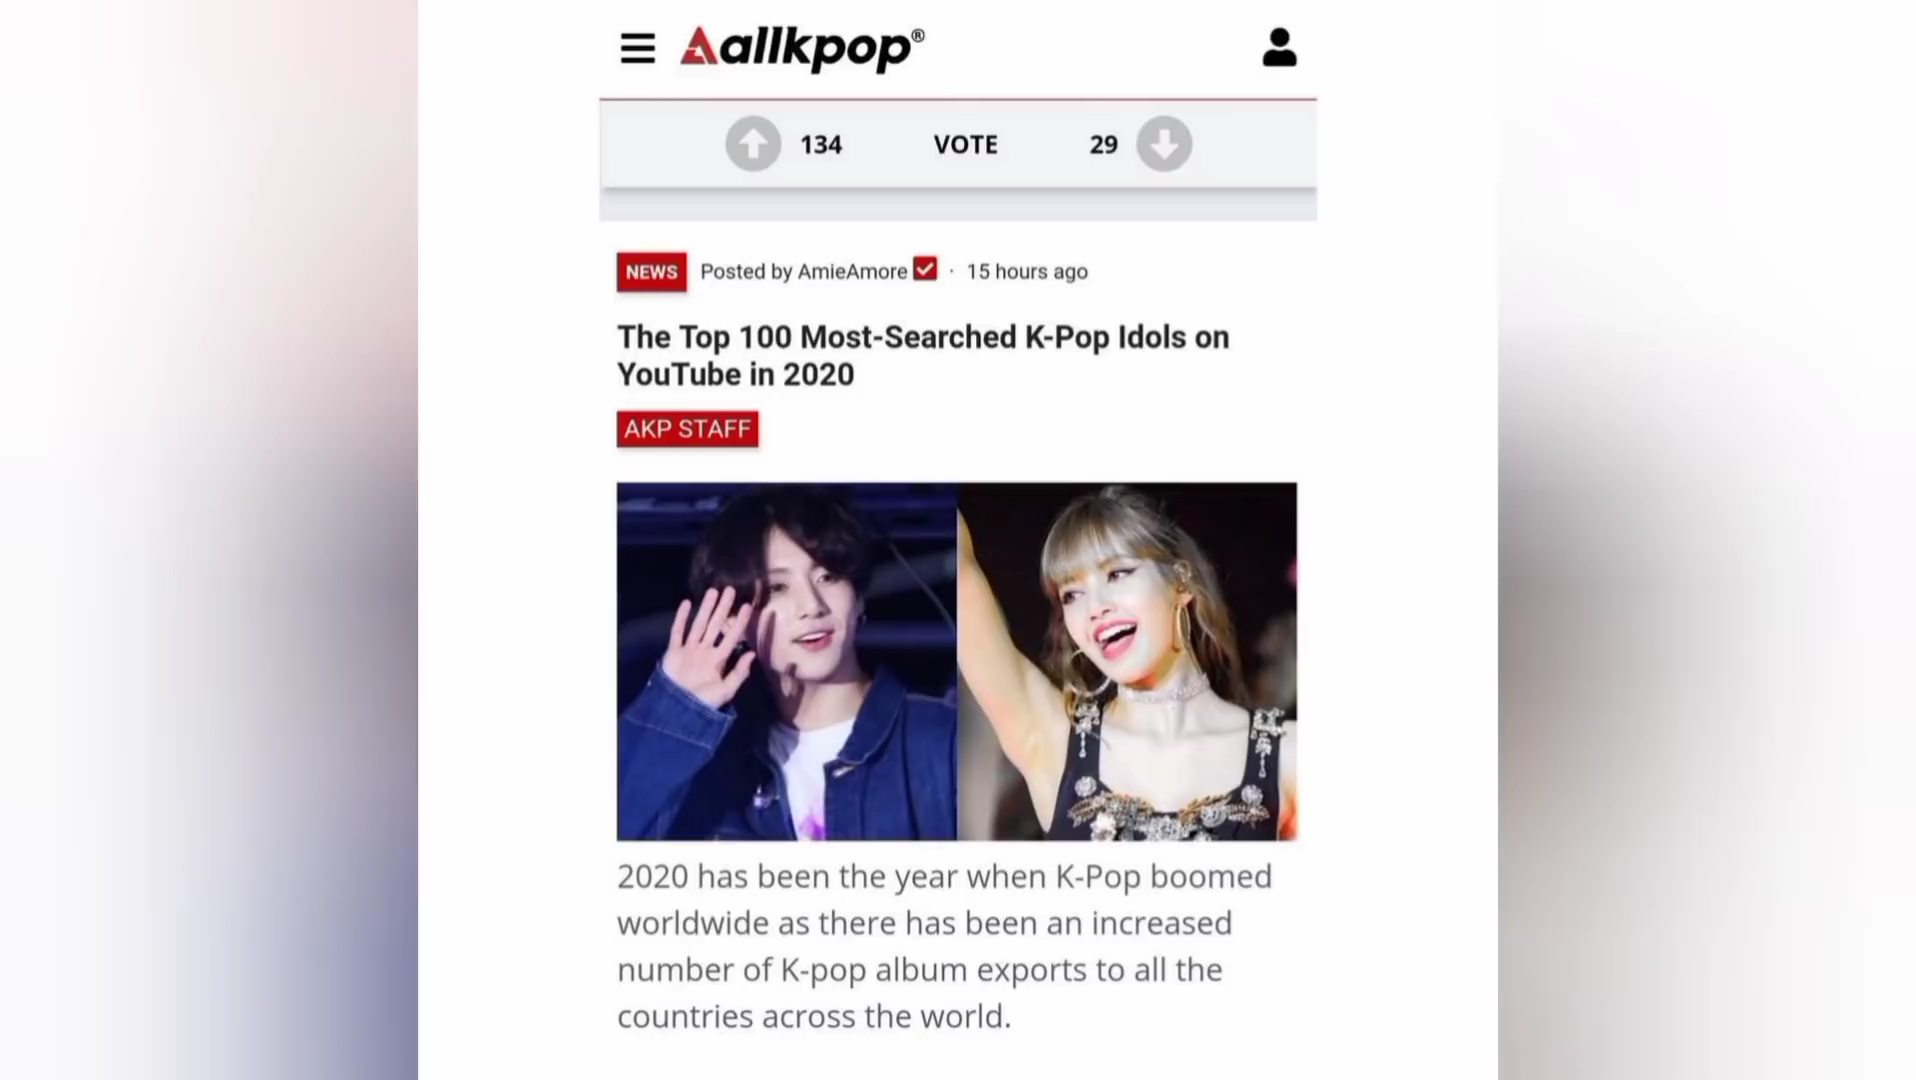 allkpop®
134 VOTE 29
NEWS Posted by AmieAmore · 15 hours ago
The Top 100 Most-Searched K-Pop Idols on
YouTube in 2020
AKP STAFF
2020 has been the year when K-Pop boomed
worldwide as there has been an increased
number of K-pop album exports to all the
countries across the world.